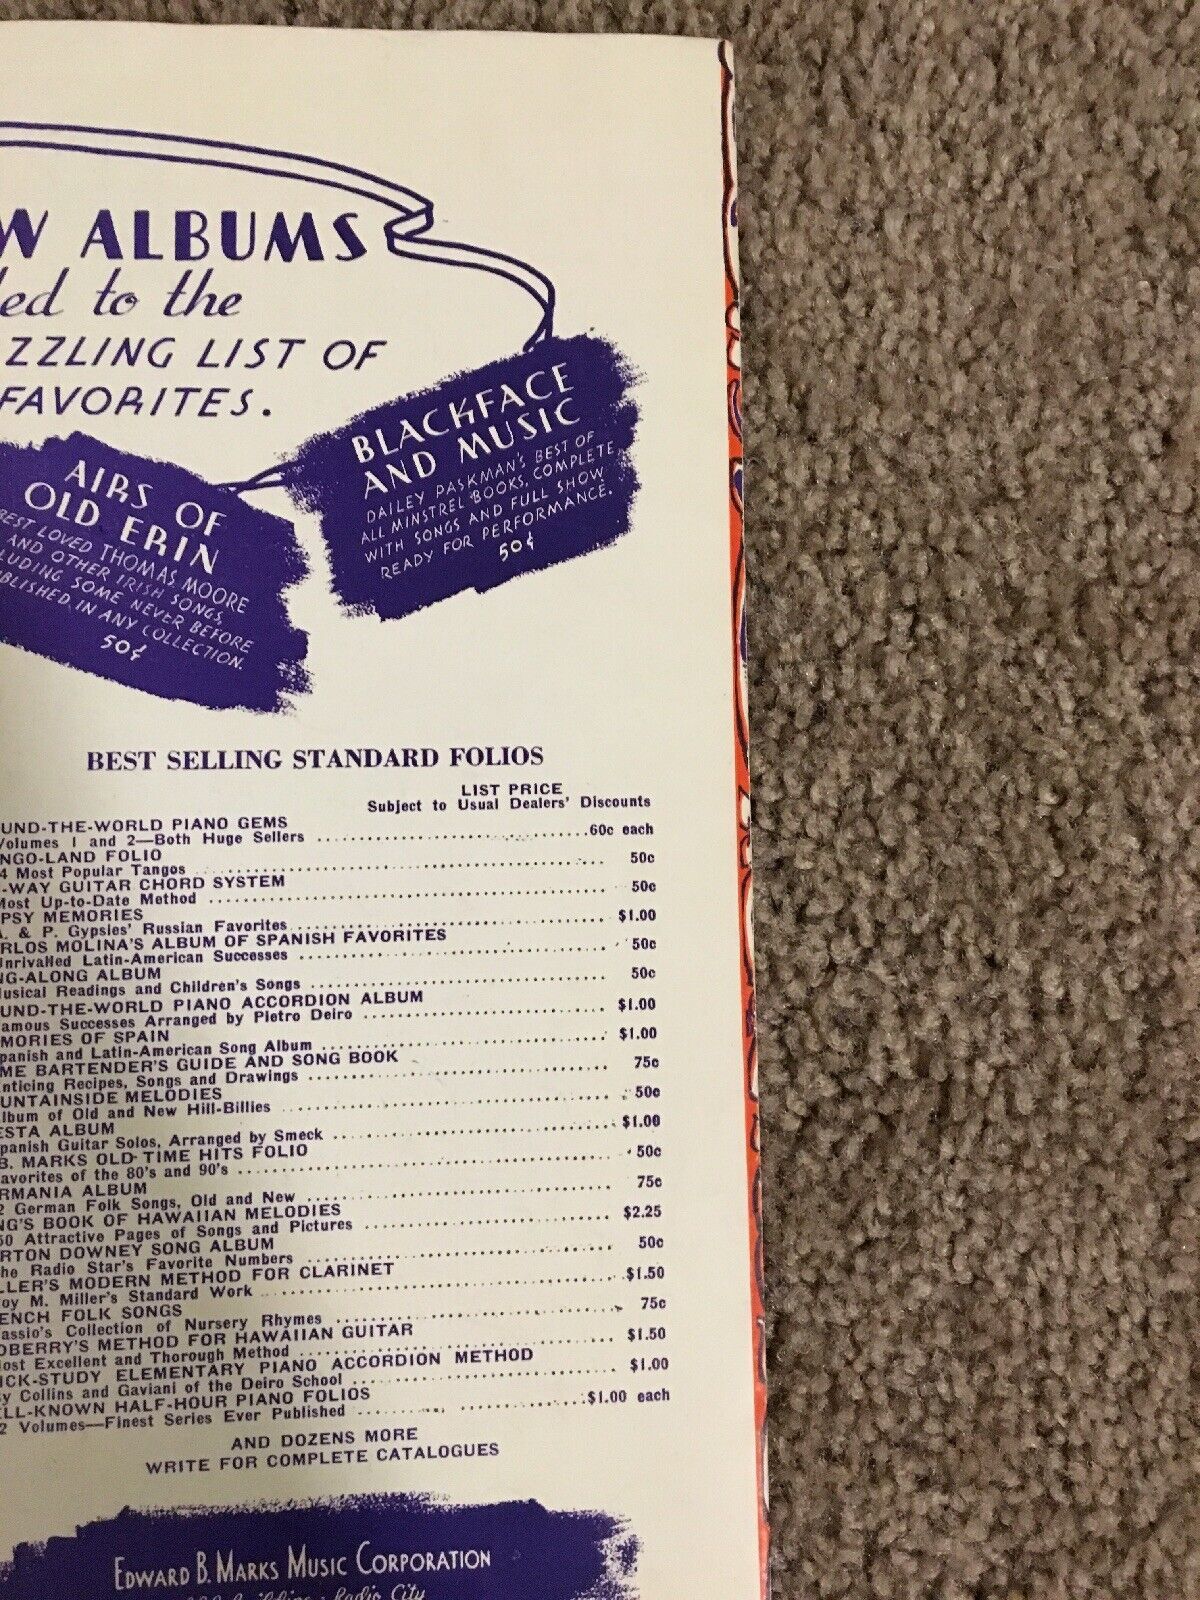 W ALBUMS
ed to the
ZZLING LIST OF
FAVORITES.
BLACKFACE
AND MUSIC
DAILEY PASKMAN'S BEST OF
ALL MINSTREL BOOKS, COMPLETE,
WITH SONGS AND FULL SHOW
READY FOR PERFORMANCE.
50¢
AIRS OF
OLD ERIN
BEST LOVED THOMAS MOORE
AND OTHER IRISH SONGS,
LUDING SOME NEVER BEFORE
BLISHED IN ANY COLLECTION.
50¢
BEST SELLING STANDARD FOLIOS
LIST PRICE
Subject to Usual Dealers' Discounts
UND-THE-WORLD PIANO GEMS
Volumes 1 and 2—Both Huge Sellers 60c each
NGO-LAND FOLIO
4 Most Popular Tangos 50c
-WAY GUITAR CHORD SYSTEM
Most Up-to-Date Method 50c
PSY MEMORIES
A. & P. Gypsies' Russian Favorites $1.00
RLOS MOLINA'S ALBUM OF SPANISH FAVORITES
Unrivalled Latin-American Successes 50c
NG-ALONG ALBUM
Musical Readings and Children's Songs 50c
UND-THE-WORLD PIANO ACCORDION ALBUM
amous Successes Arranged by Pietro Deiro $1.00
MORIES OF SPAIN
panish and Latin-American Song Album $1.00
ME BARTENDER'S GUIDE AND SONG BOOK
nticing Recipes, Songs and Drawings 75c
UNTAINSIDE MELODIES
lbum of Old and New Hill-Billies 50c
ESTA ALBUM
panish Guitar Solos, Arranged by Smeck $1.00
B. MARKS OLD TIME HITS FOLIO
avorites of the 80's and 90's 50c
RMANIA ALBUM
2 German Folk Songs, Old and New 75c
NG'S BOOK OF HAWAIIAN MELODIES
50 Attractive Pages of Songs and Pictures $2.25
RTON DOWNEY SONG ALBUM
he Radio Star's Favorite Numbers 50c
LLER'S MODERN METHOD FOR CLARINET
oy M. Miller's Standard Work $1.50
ENCH FOLK SONGS
assio's Collection of Nursery Rhymes 75c
DBERRY'S METHOD FOR HAWAIIAN GUITAR
Most Excellent and Thorough Method $1.50
ICK-STUDY ELEMENTARY PIANO ACCORDION METHOD
y Collins and Gaviani of the Deiro School $1.00
ELL-KNOWN HALF-HOUR PIANO FOLIOS
2 Volumes—Finest Series Ever Published $1.00 each
AND DOZENS MORE
WRITE FOR COMPLETE CATALOGUES
EDWARD B. MARKS MUSIC CORPORATION
Building · Radio City